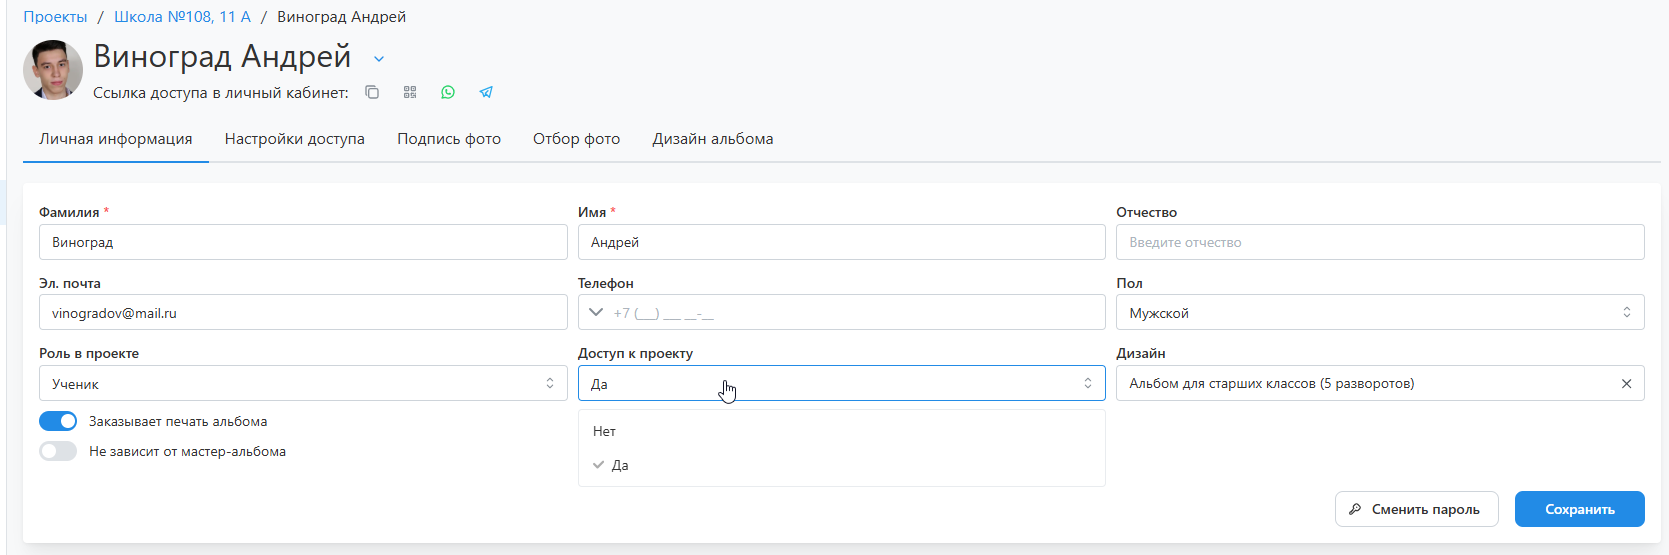 Проекты / Школа №108, 11 А / Виноград Андрей
Виноград Андрей
Ссылка доступа в личный кабинет:
Личная информация Настройки доступа Подпись фото Отбор фото Дизайн альбома
Фамилия * Имя * Отчество
Виноград Андрей Введите отчество
Эл. почта Телефон Пол
vinogradov@mail.ru +7 (___) ___ __-__ Мужской
Роль в проекте Доступ к проекту Дизайн
Ученик Да Альбом для старших классов (5 разворотов)
Заказывает печать альбома
Нет
Не зависит от мастер-альбома
Да
Сменить пароль Сохранить